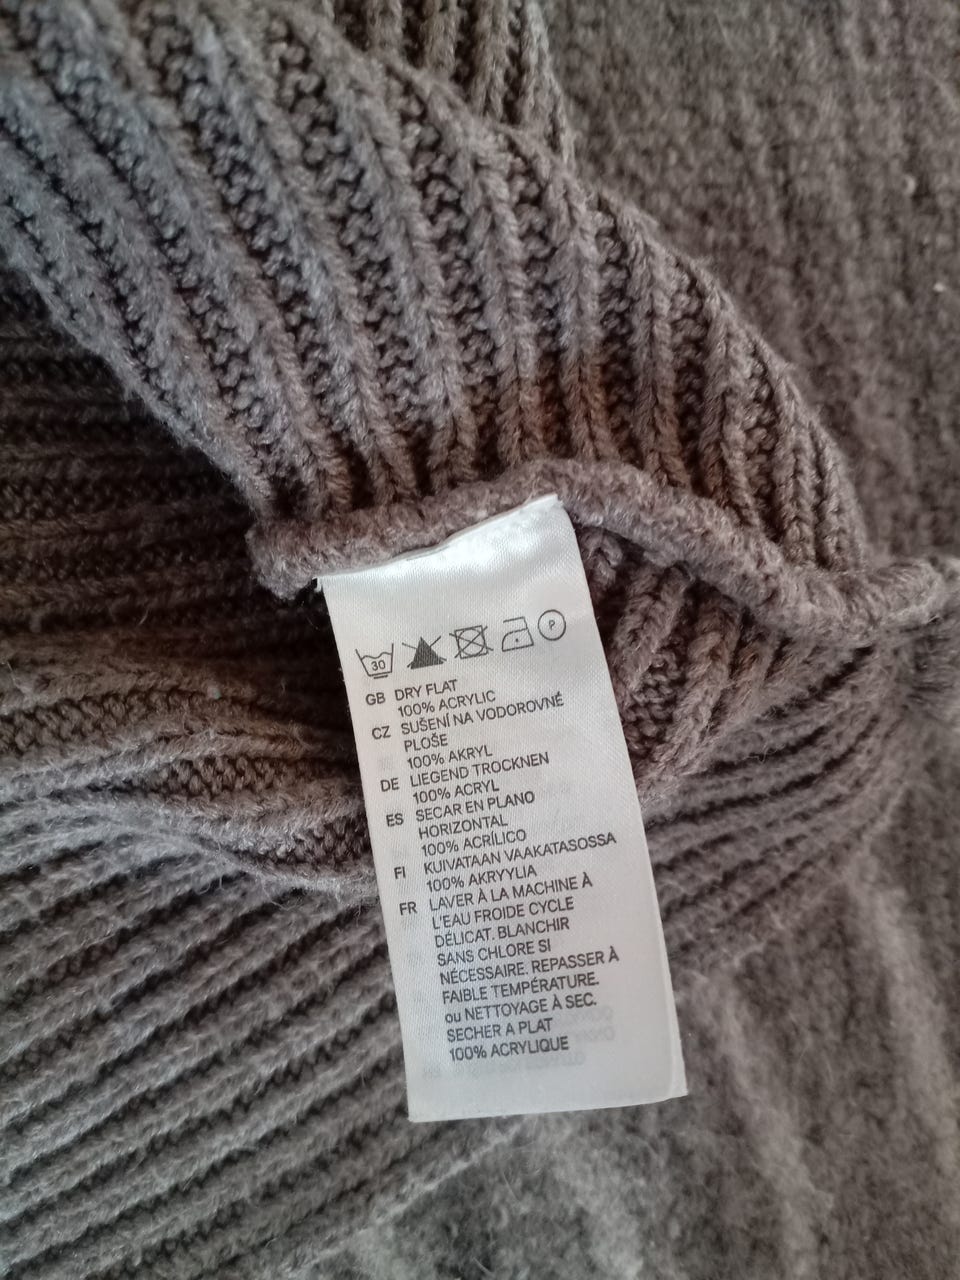 30 P
GB DRY FLAT
100% ACRYLIC
CZ SUŠENÍ NA VODOROVNÉ
PLOŠE
100% AKRYL
DE LIEGEND TROCKNEN
100% ACRYL
ES SECAR EN PLANO
HORIZONTAL
100% ACRÍLICO
FI KUIVATAAN VAAKATASOSSA
100% AKRYYLIA
FR LAVER À LA MACHINE À
L'EAU FROIDE CYCLE
DÉLICAT. BLANCHIR
SANS CHLORE SI
NÉCESSAIRE. REPASSER À
FAIBLE TEMPÉRATURE.
ou NETTOYAGE À SEC.
SECHER A PLAT
100% ACRYLIQUE